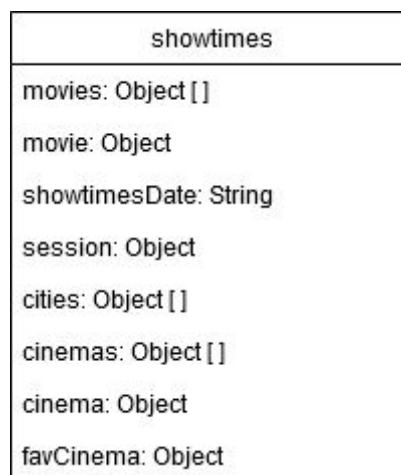 showtimes
movies: Object [ ]
movie: Object
showtimesDate: String
session: Object
cities: Object [ ]
cinemas: Object [ ]
cinema: Object
favCinema: Object